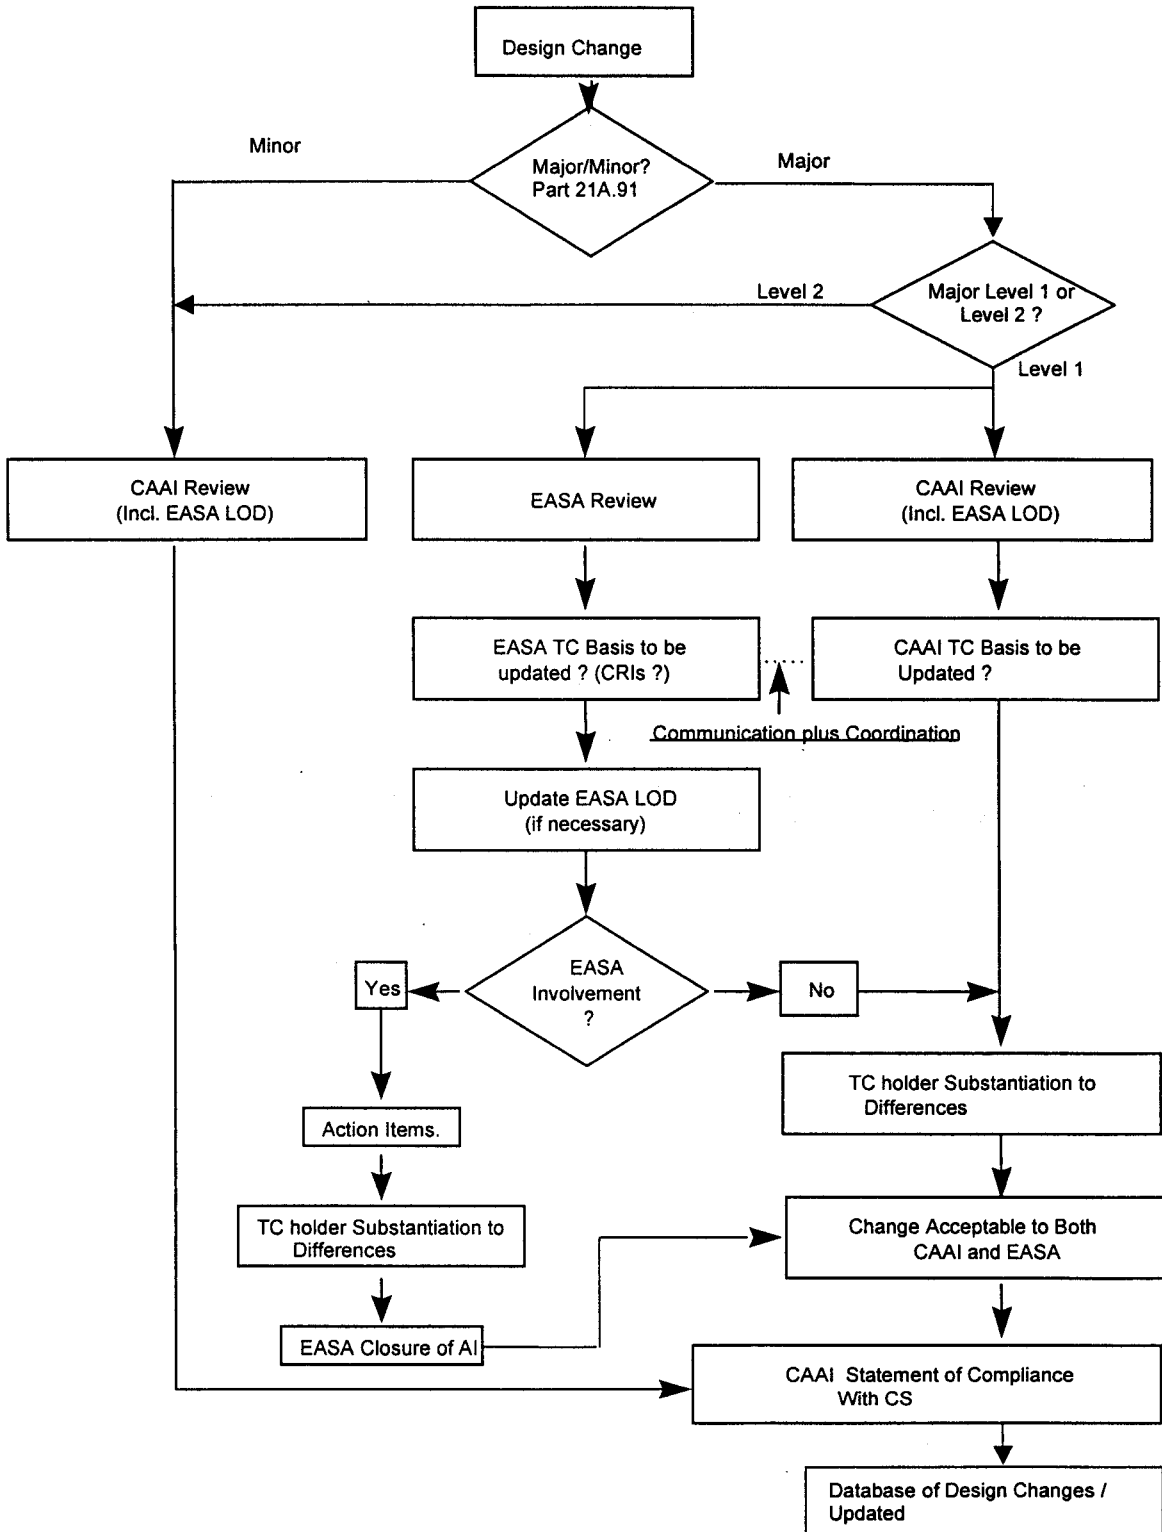 Design Change
Minor
Major/Minor?
Part 21A.91
Major
Level 2
Major Level 1 or
Level 2 ?
Level 1
CAAI Review
(Incl. EASA LOD)
EASA Review
CAAI Review
(Incl. EASA LOD)
EASA TC Basis to be
updated ? (CRIs ?)
CAAI TC Basis to be
Updated ?
Communication plus Coordination
Update EASA LOD
(if necessary)
EASA
Involvement
?
Yes
No
TC holder Substantiation to
Differences
Action Items.
TC holder Substantiation to
Differences
Change Acceptable to Both
CAAI and EASA
EASA Closure of AI
CAAI Statement of Compliance
With CS
Database of Design Changes /
Updated